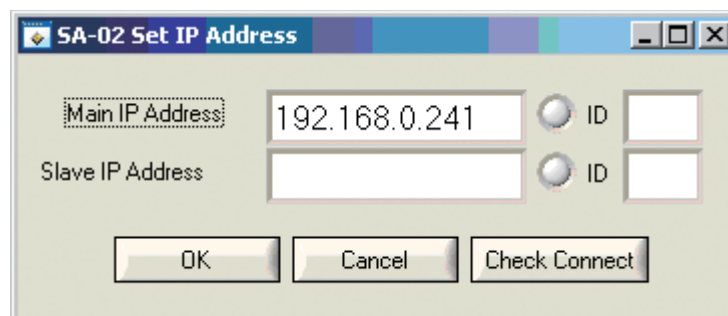 SA-02 Set IP Address
Main IP Address 192.168.0.241 ID
Slave IP Address ID
OK Cancel Check Connect